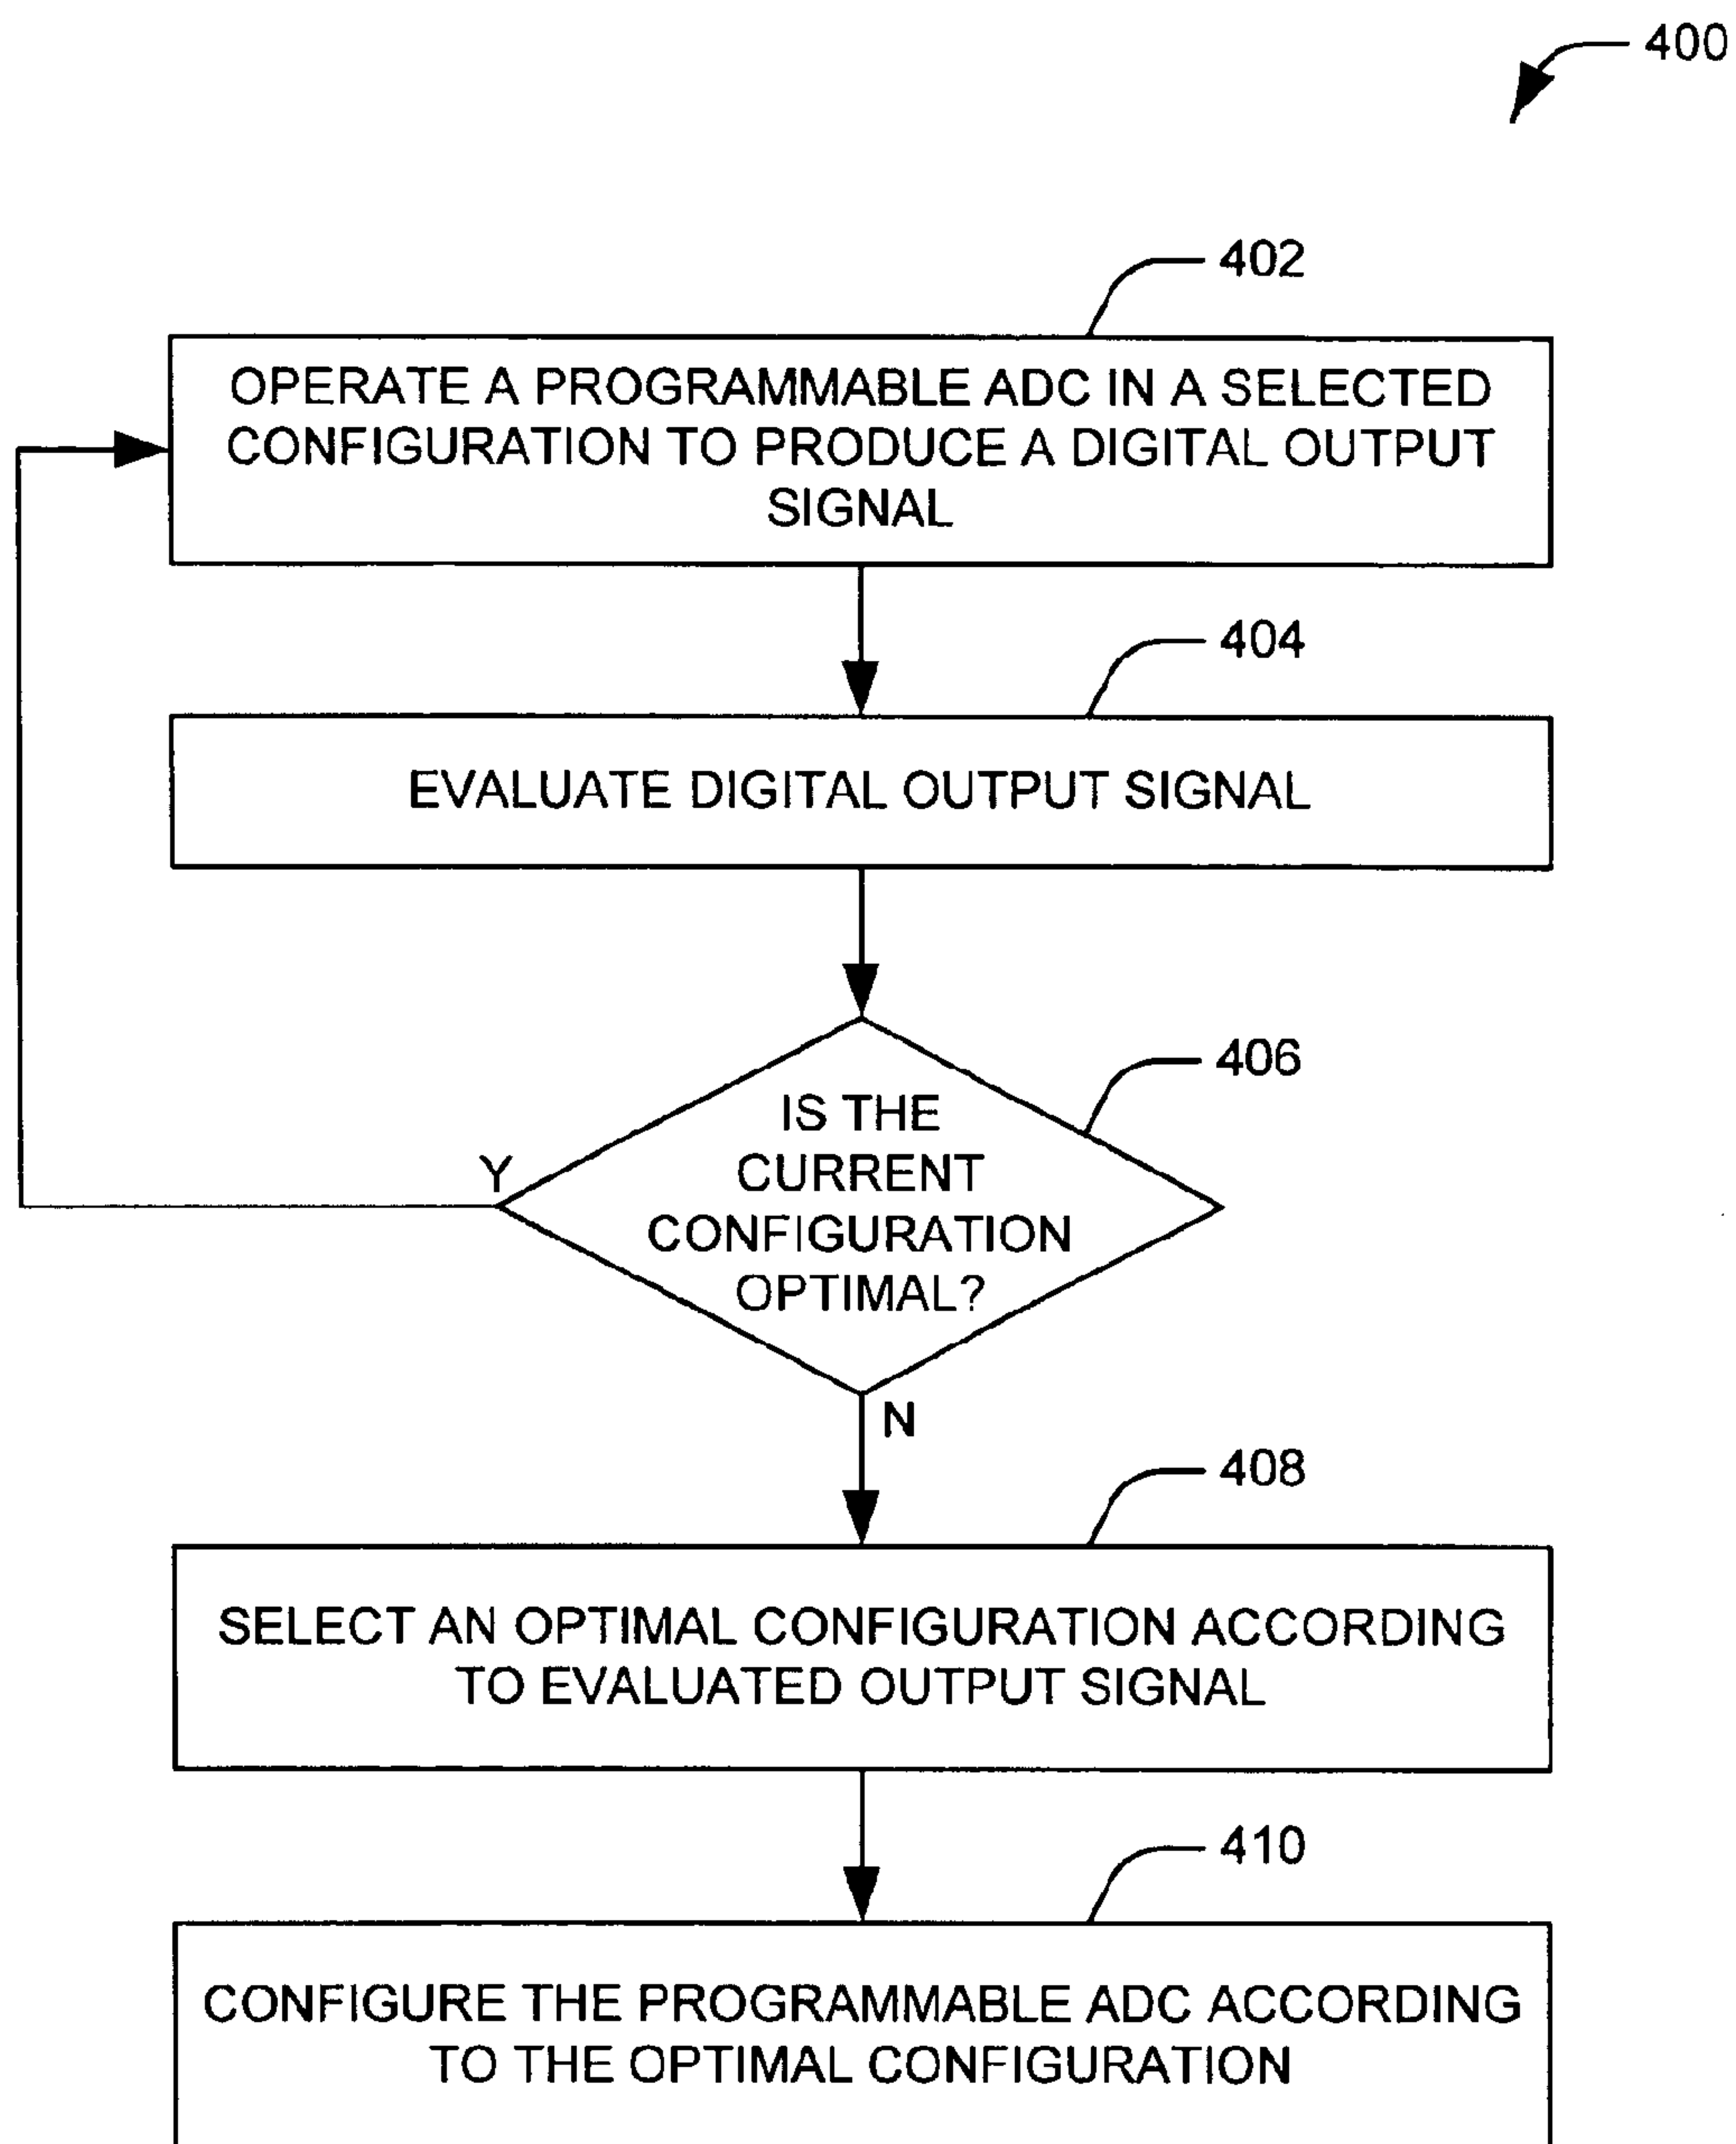 400
402
OPERATE A PROGRAMMABLE ADC IN A SELECTED
CONFIGURATION TO PRODUCE A DIGITAL OUTPUT
SIGNAL
404
EVALUATE DIGITAL OUTPUT SIGNAL
406
IS THE
CURRENT
CONFIGURATION
OPTIMAL?
Y
N
408
SELECT AN OPTIMAL CONFIGURATION ACCORDING
TO EVALUATED OUTPUT SIGNAL
410
CONFIGURE THE PROGRAMMABLE ADC ACCORDING
TO THE OPTIMAL CONFIGURATION